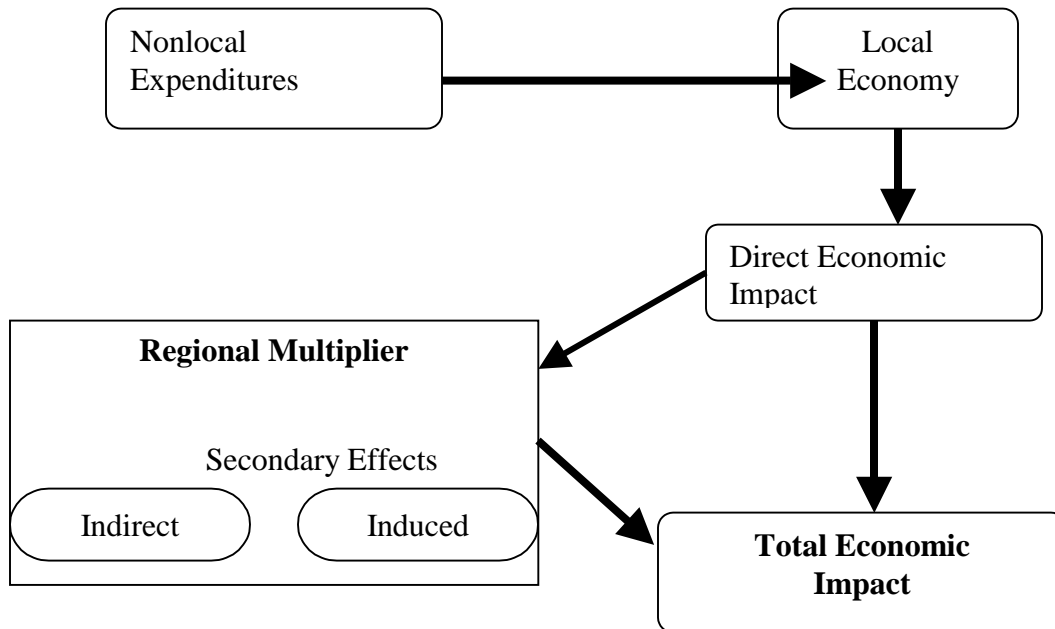 Nonlocal
Expenditures
Local
Economy
Direct Economic
Impact
Regional Multiplier
Secondary Effects
Indirect
Induced
Total Economic
Impact